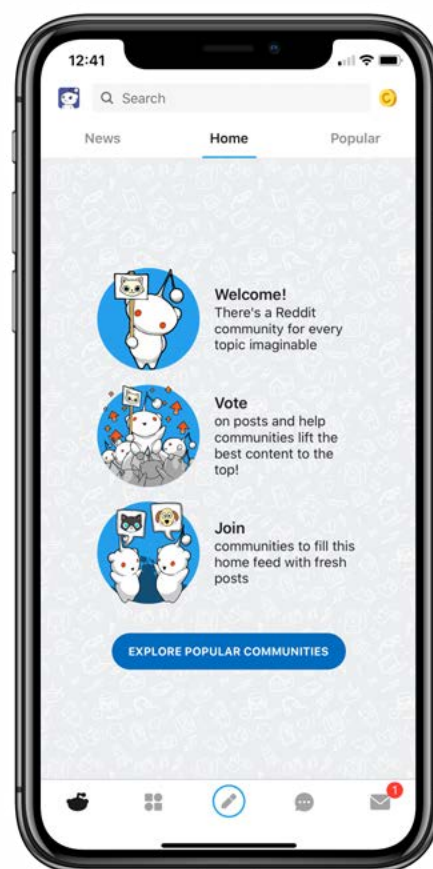 12:41
Search
News
Home
Popular
Welcome!
There's a Reddit
community for every
topic imaginable
Vote
on posts and help
communities lift the
best content to the
top!
Join
communities to fill this
home feed with fresh
posts
EXPLORE POPULAR COMMUNITIES
1